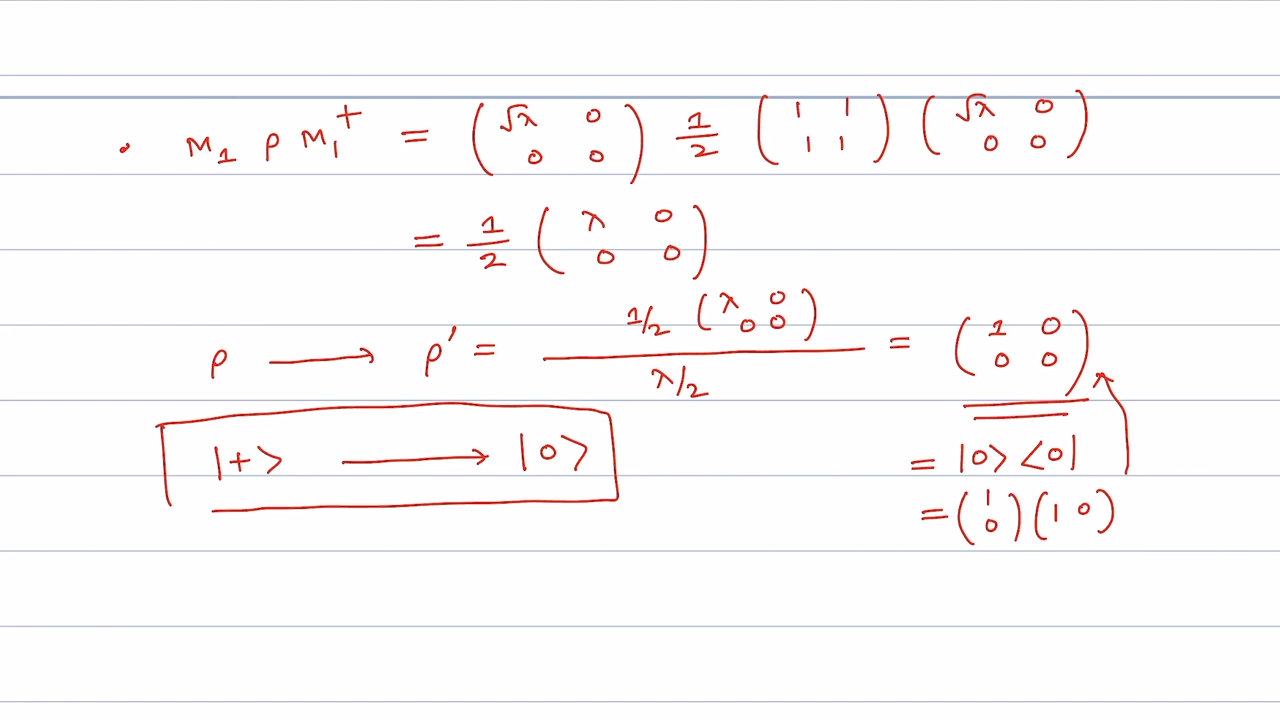 • M₁ ρ M₁† = (√λ 0 ; 0 0) 1/2 (1 1 ; 1 1) (√λ 0 ; 0 0)
= 1/2 (λ 0 ; 0 0)
ρ ⟶ ρ′ = 1/2 (λ 0 ; 0 0) / λ/2 = (1 0 ; 0 0)
|+> ⟶ |0>
= |0> <0|
= (1 ; 0) (1 0)